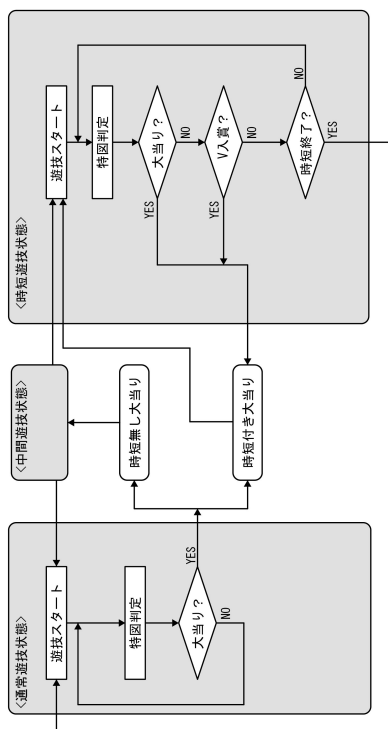 <通常遊技状態>
遊技スタート
特図判定
大当り？
YES
NO
<中間遊技状態>
時短無し大当り
時短付き大当り
<時短遊技状態>
遊技スタート
特図判定
大当り？
YES
NO
V入賞？
YES
NO
時短終了？
NO
YES